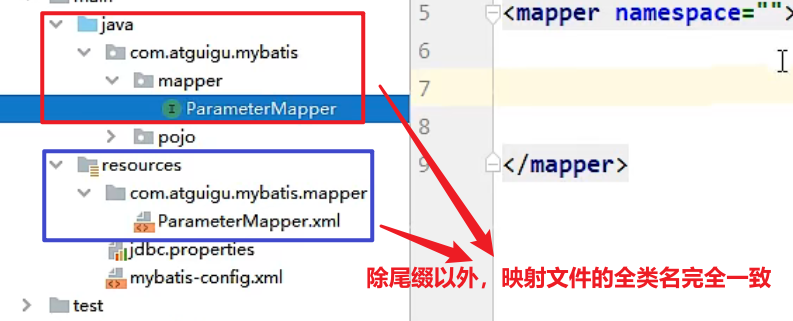 main
java
com.atguigu.mybatis
mapper
ParameterMapper
pojo
resources
com.atguigu.mybatis.mapper
ParameterMapper.xml
jdbc.properties
mybatis-config.xml
test
5 <mapper namespace="">
6
7
8
9 </mapper>
除尾缀以外，映射文件的全类名完全一致